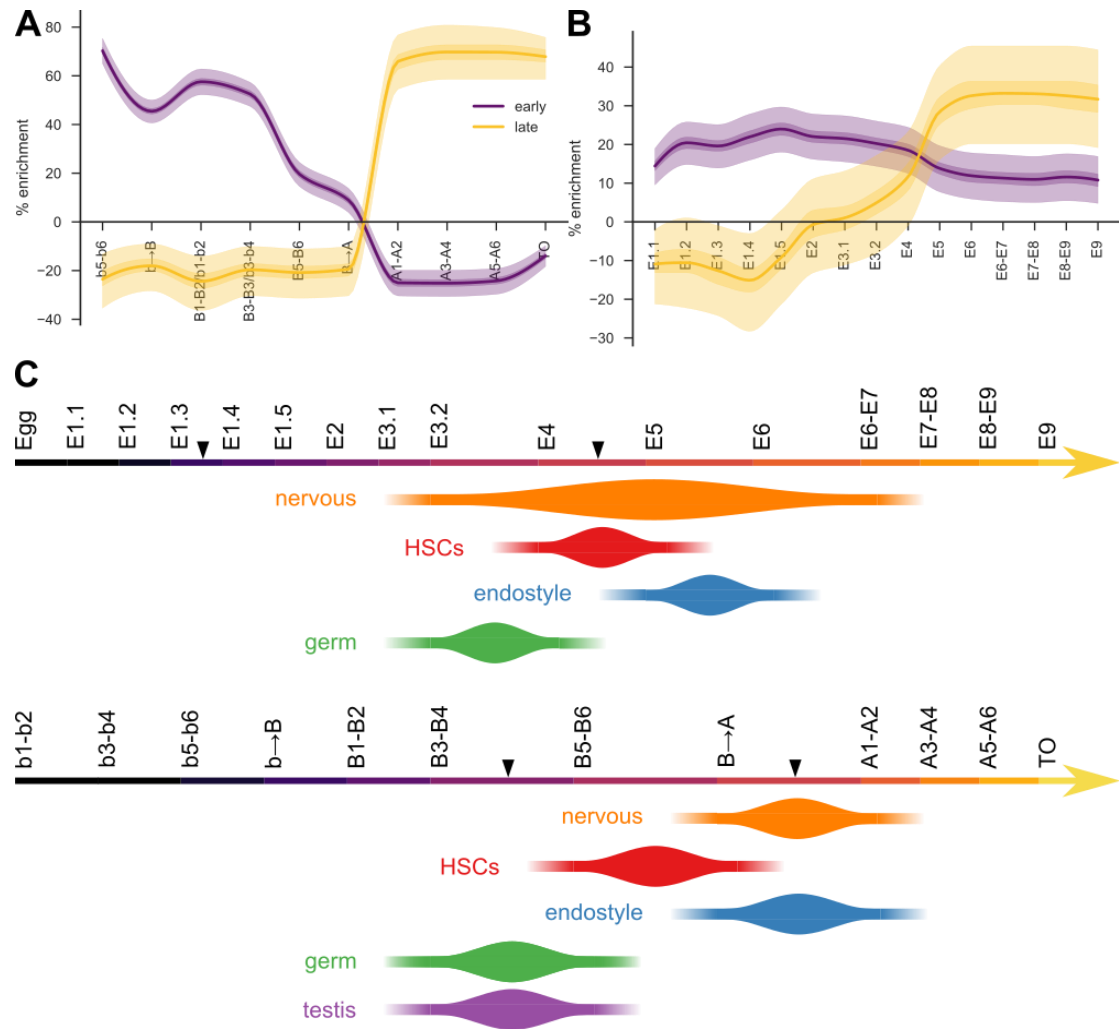 A
B
80
60
40
20
0
−20
−40
% enrichment
early
late
b5-b6
b→B
B1-B2/b1-b2
B3-B3/b3-b4
E5-B6
B→A
A1-A2
A3-A4
A5-A6
TO
40
30
20
10
0
−10
−20
−30
% enrichment
E1.1
E1.2
E1.3
E1.4
E1.5
E2
E3.1
E3.2
E4
E5
E6
E6-E7
E7-E8
E8-E9
E9
C
Egg
E1.1
E1.2
E1.3
E1.4
E1.5
E2
E3.1
E3.2
E4
E5
E6
E6-E7
E7-E8
E8-E9
E9
nervous
HSCs
endostyle
germ
b1-b2
b3-b4
b5-b6
b→B
B1-B2
B3-B4
B5-B6
B→A
A1-A2
A3-A4
A5-A6
TO
nervous
HSCs
endostyle
germ
testis